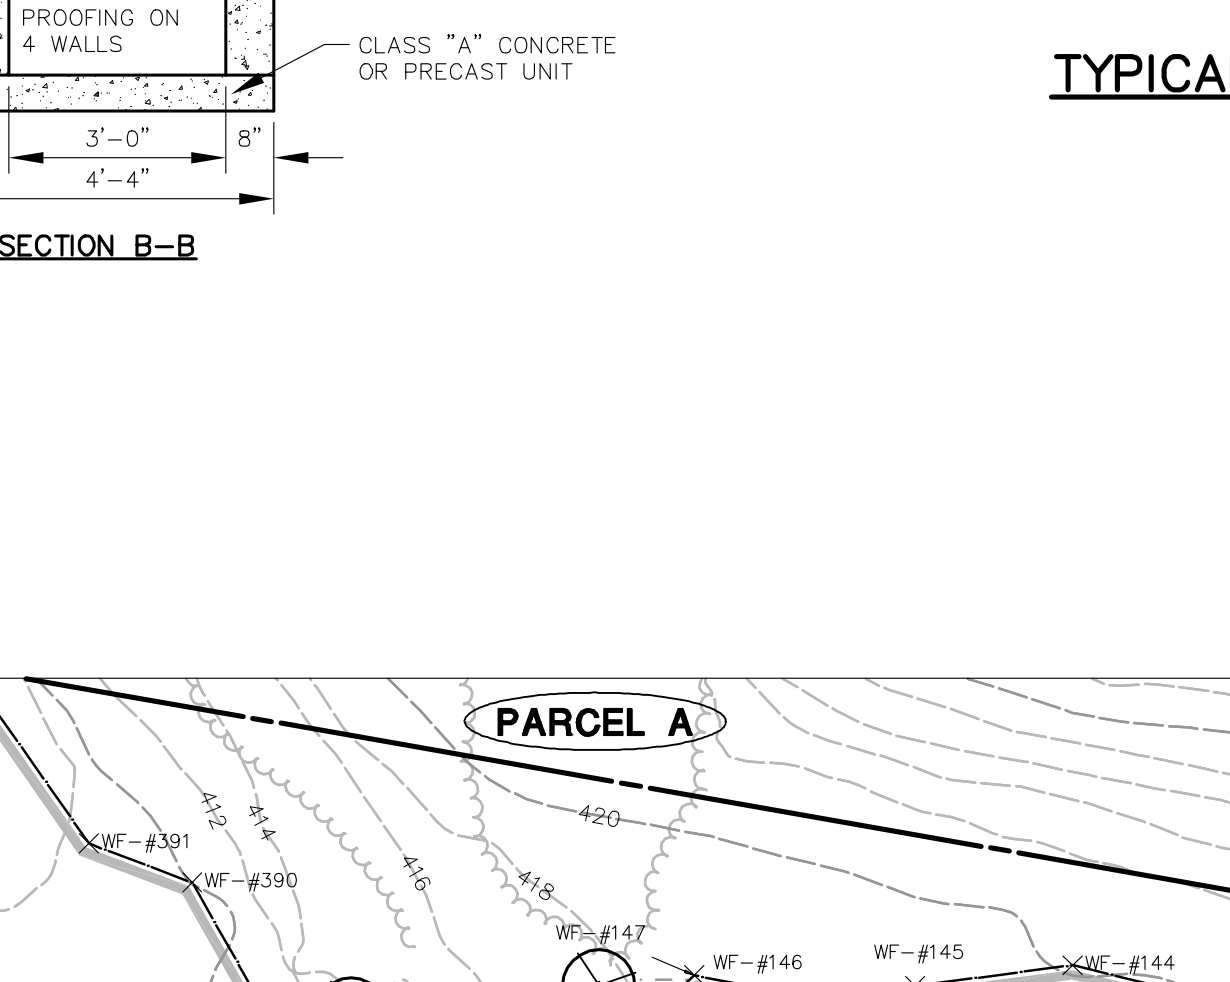 PROOFING ON
4 WALLS
CLASS "A" CONCRETE
OR PRECAST UNIT
TYPICA
3'-0"
8"
4'-4"
SECTION B-B
PARCEL A
412
414
420
WF-#391
416
WF-#390
418
WF-#147
WF-#146
WF-#145
WF-#144